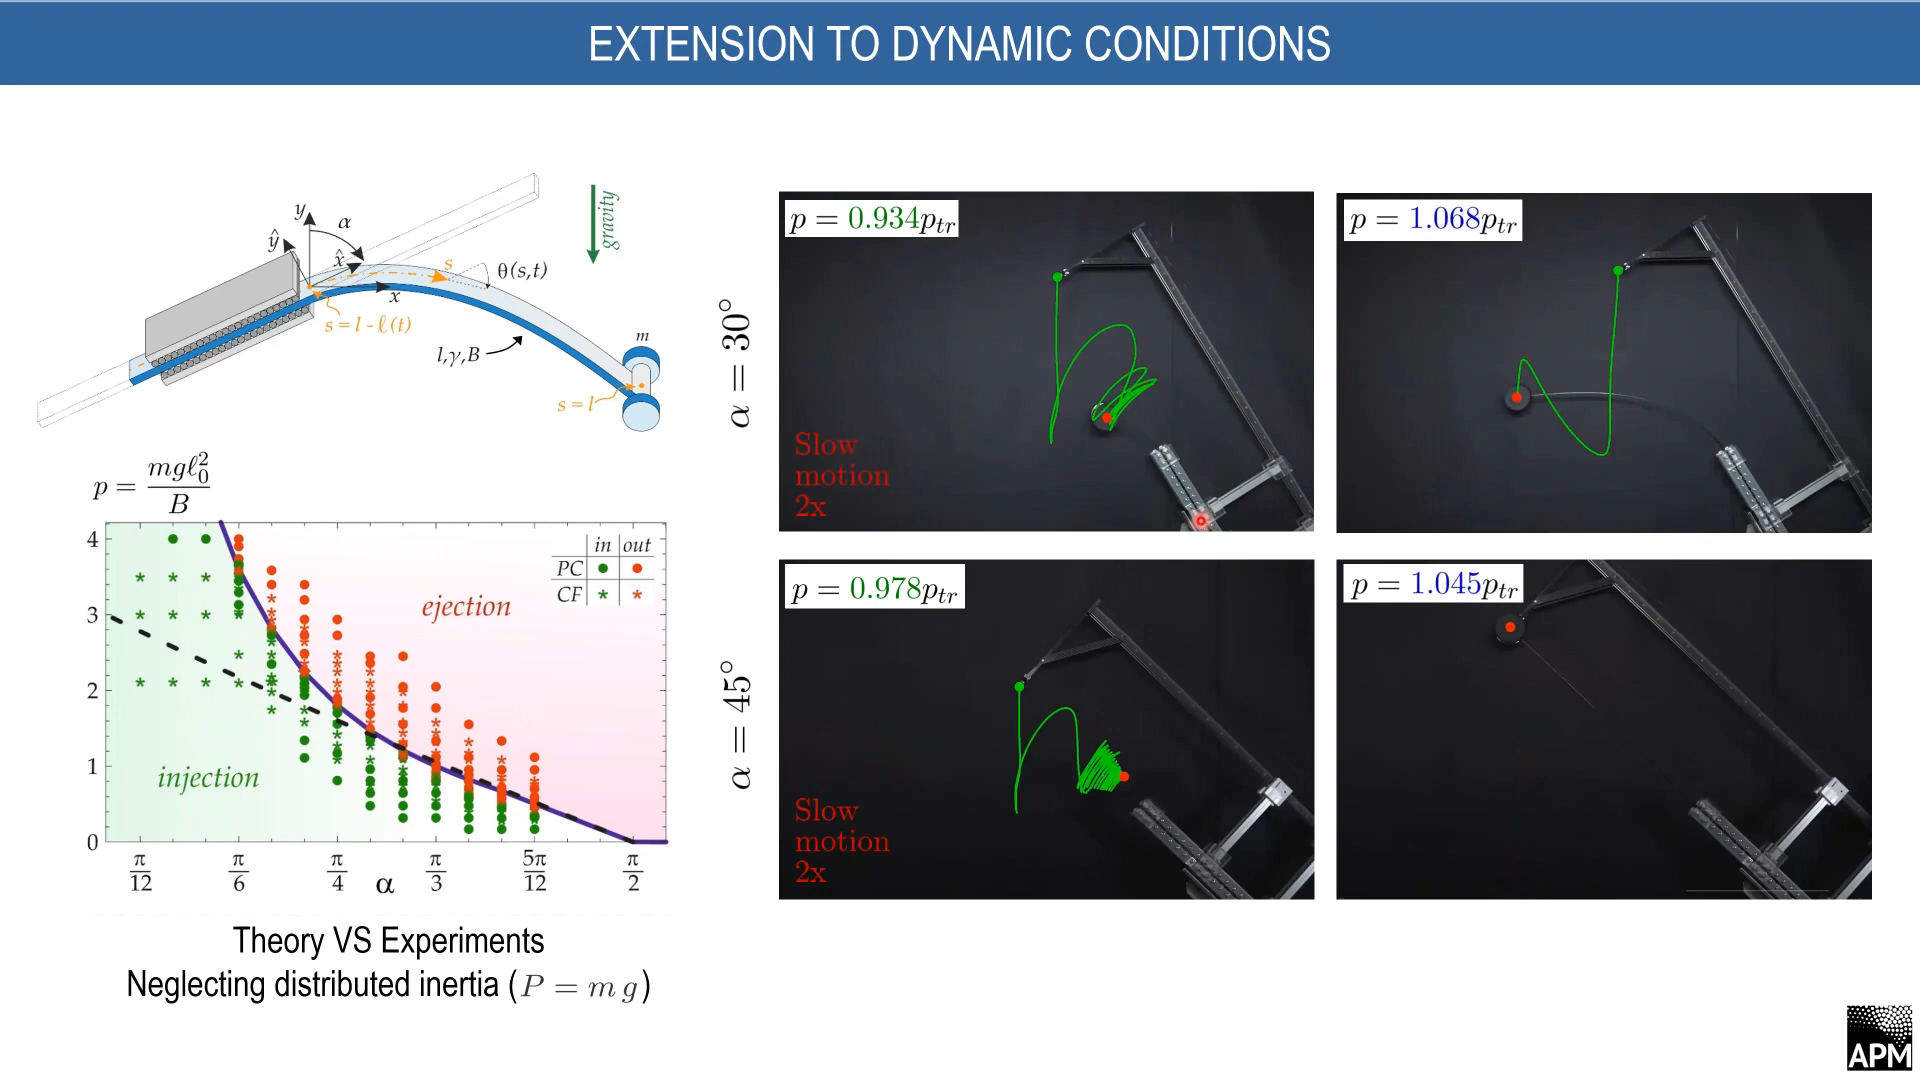 EXTENSION TO DYNAMIC CONDITIONS
y
α
ŷ
x̂
x
s
θ(s,t)
gravity
s = l - ℓ(t)
l,γ,B
m
s = l
p = mgℓ₀²/B
4
3
2
1
0
in out
PC
CF
ejection
injection
π/12 π/6 π/4 α π/3 5π/12 π/2
Theory VS Experiments
Neglecting distributed inertia (P = m g)
α = 30°
p = 0.934p_tr
Slow
motion
2x
p = 1.068p_tr
α = 45°
p = 0.978p_tr
Slow
motion
2x
p = 1.045p_tr
APM